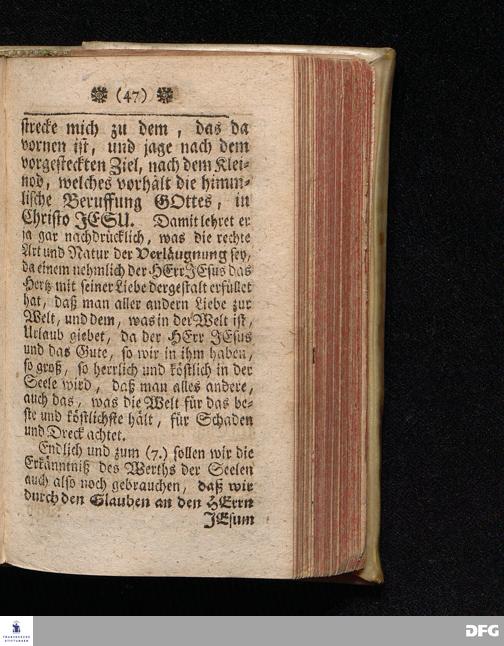 (47)
strecke mich zu dem, das da
vornen ist, und jage nach dem
vorgesteckten Ziel, nach dem Klei-
nod, welches vorhält die himm-
lische Beruffung GOttes, in
Christo JESU. Damit lehret er
ja gar nachdrücklich, was die rechte
Art und Natur der Verläugnung sey,
da einem nehmlich der HErr JEsus das
Hertz mit seiner Liebe dergestalt erfüllet
hat, daß man aller andern Liebe zur
Welt, und dem, was in der Welt ist,
Urlaub giebet, da der HErr JEsus
und das Gute, so wir in ihm haben,
so groß, so herrlich und köstlich in der
Seele wird, daß man alles andere,
auch das, was die Welt für das be-
ste und köstlichste hält, für Schaden
und Dreck achtet.
Endlich und zum (7.) sollen wir die
Erkänntniß des Werths der Seelen
auch also noch gebrauchen, daß wir
durch den Glauben an den HErrn
JEsum
FRANCKESCHE
STIFTUNGEN
DFG